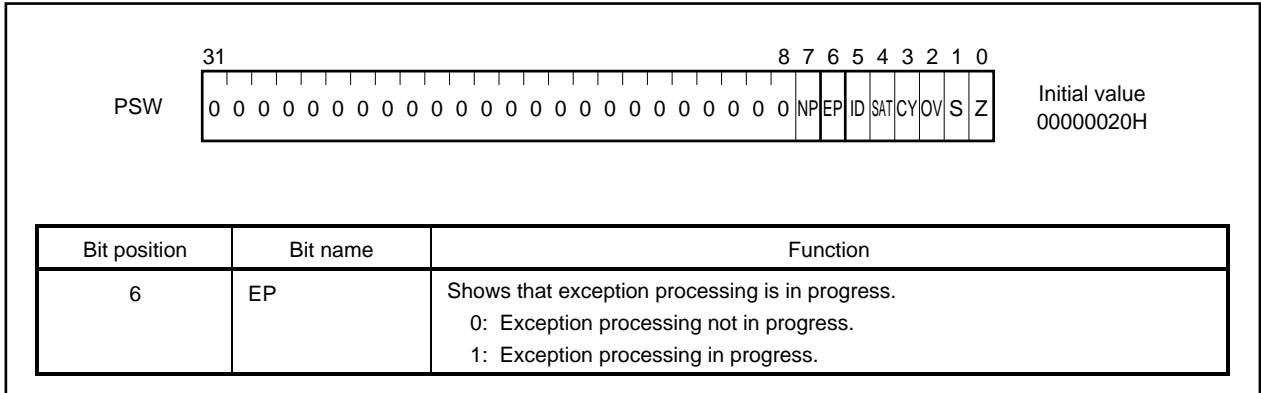 31 8 7 6 5 4 3 2 1 0
PSW 0 0 0 0 0 0 0 0 0 0 0 0 0 0 0 0 0 0 0 0 0 0 0 0 NP EP ID SAT CY OV S Z Initial value
00000020H
Bit position Bit name Function
6 EP Shows that exception processing is in progress.
0: Exception processing not in progress.
1: Exception processing in progress.